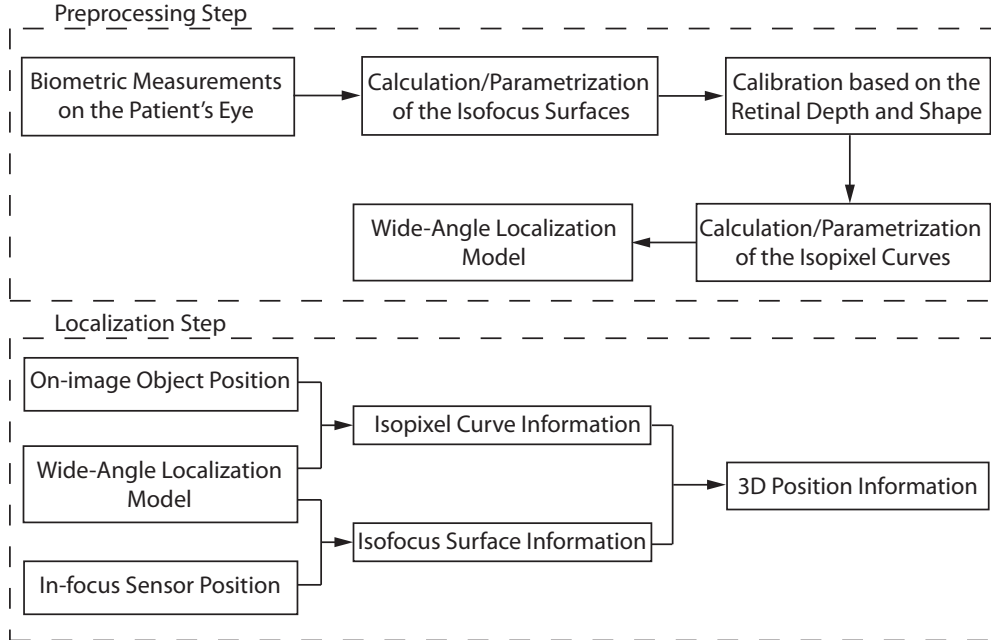 Preprocessing Step
Biometric Measurements
on the Patient's Eye
Calculation/Parametrization
of the Isofocus Surfaces
Calibration based on the
Retinal Depth and Shape
Wide-Angle Localization
Model
Calculation/Parametrization
of the Isopixel Curves
Localization Step
On-image Object Position
Wide-Angle Localization
Model
In-focus Sensor Position
Isopixel Curve Information
Isofocus Surface Information
3D Position Information